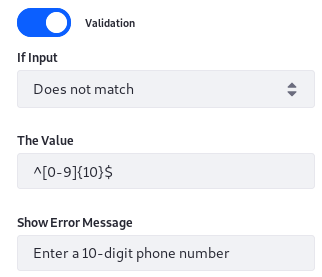 Validation
If Input
Does not match
The Value
^[0-9]{10}$
Show Error Message
Enter a 10-digit phone number